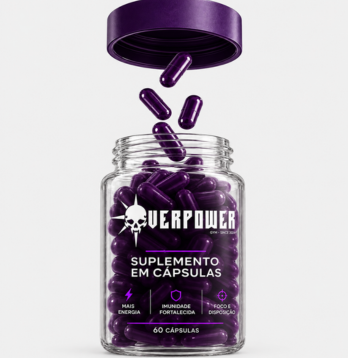 OVERPOWER
SUPLEMENTO
EM CÁPSULAS
MAIS
ENERGIA
IMUNIDADE
FORTALECIDA
FOCO E
DISPOSIÇÃO
60 CÁPSULAS